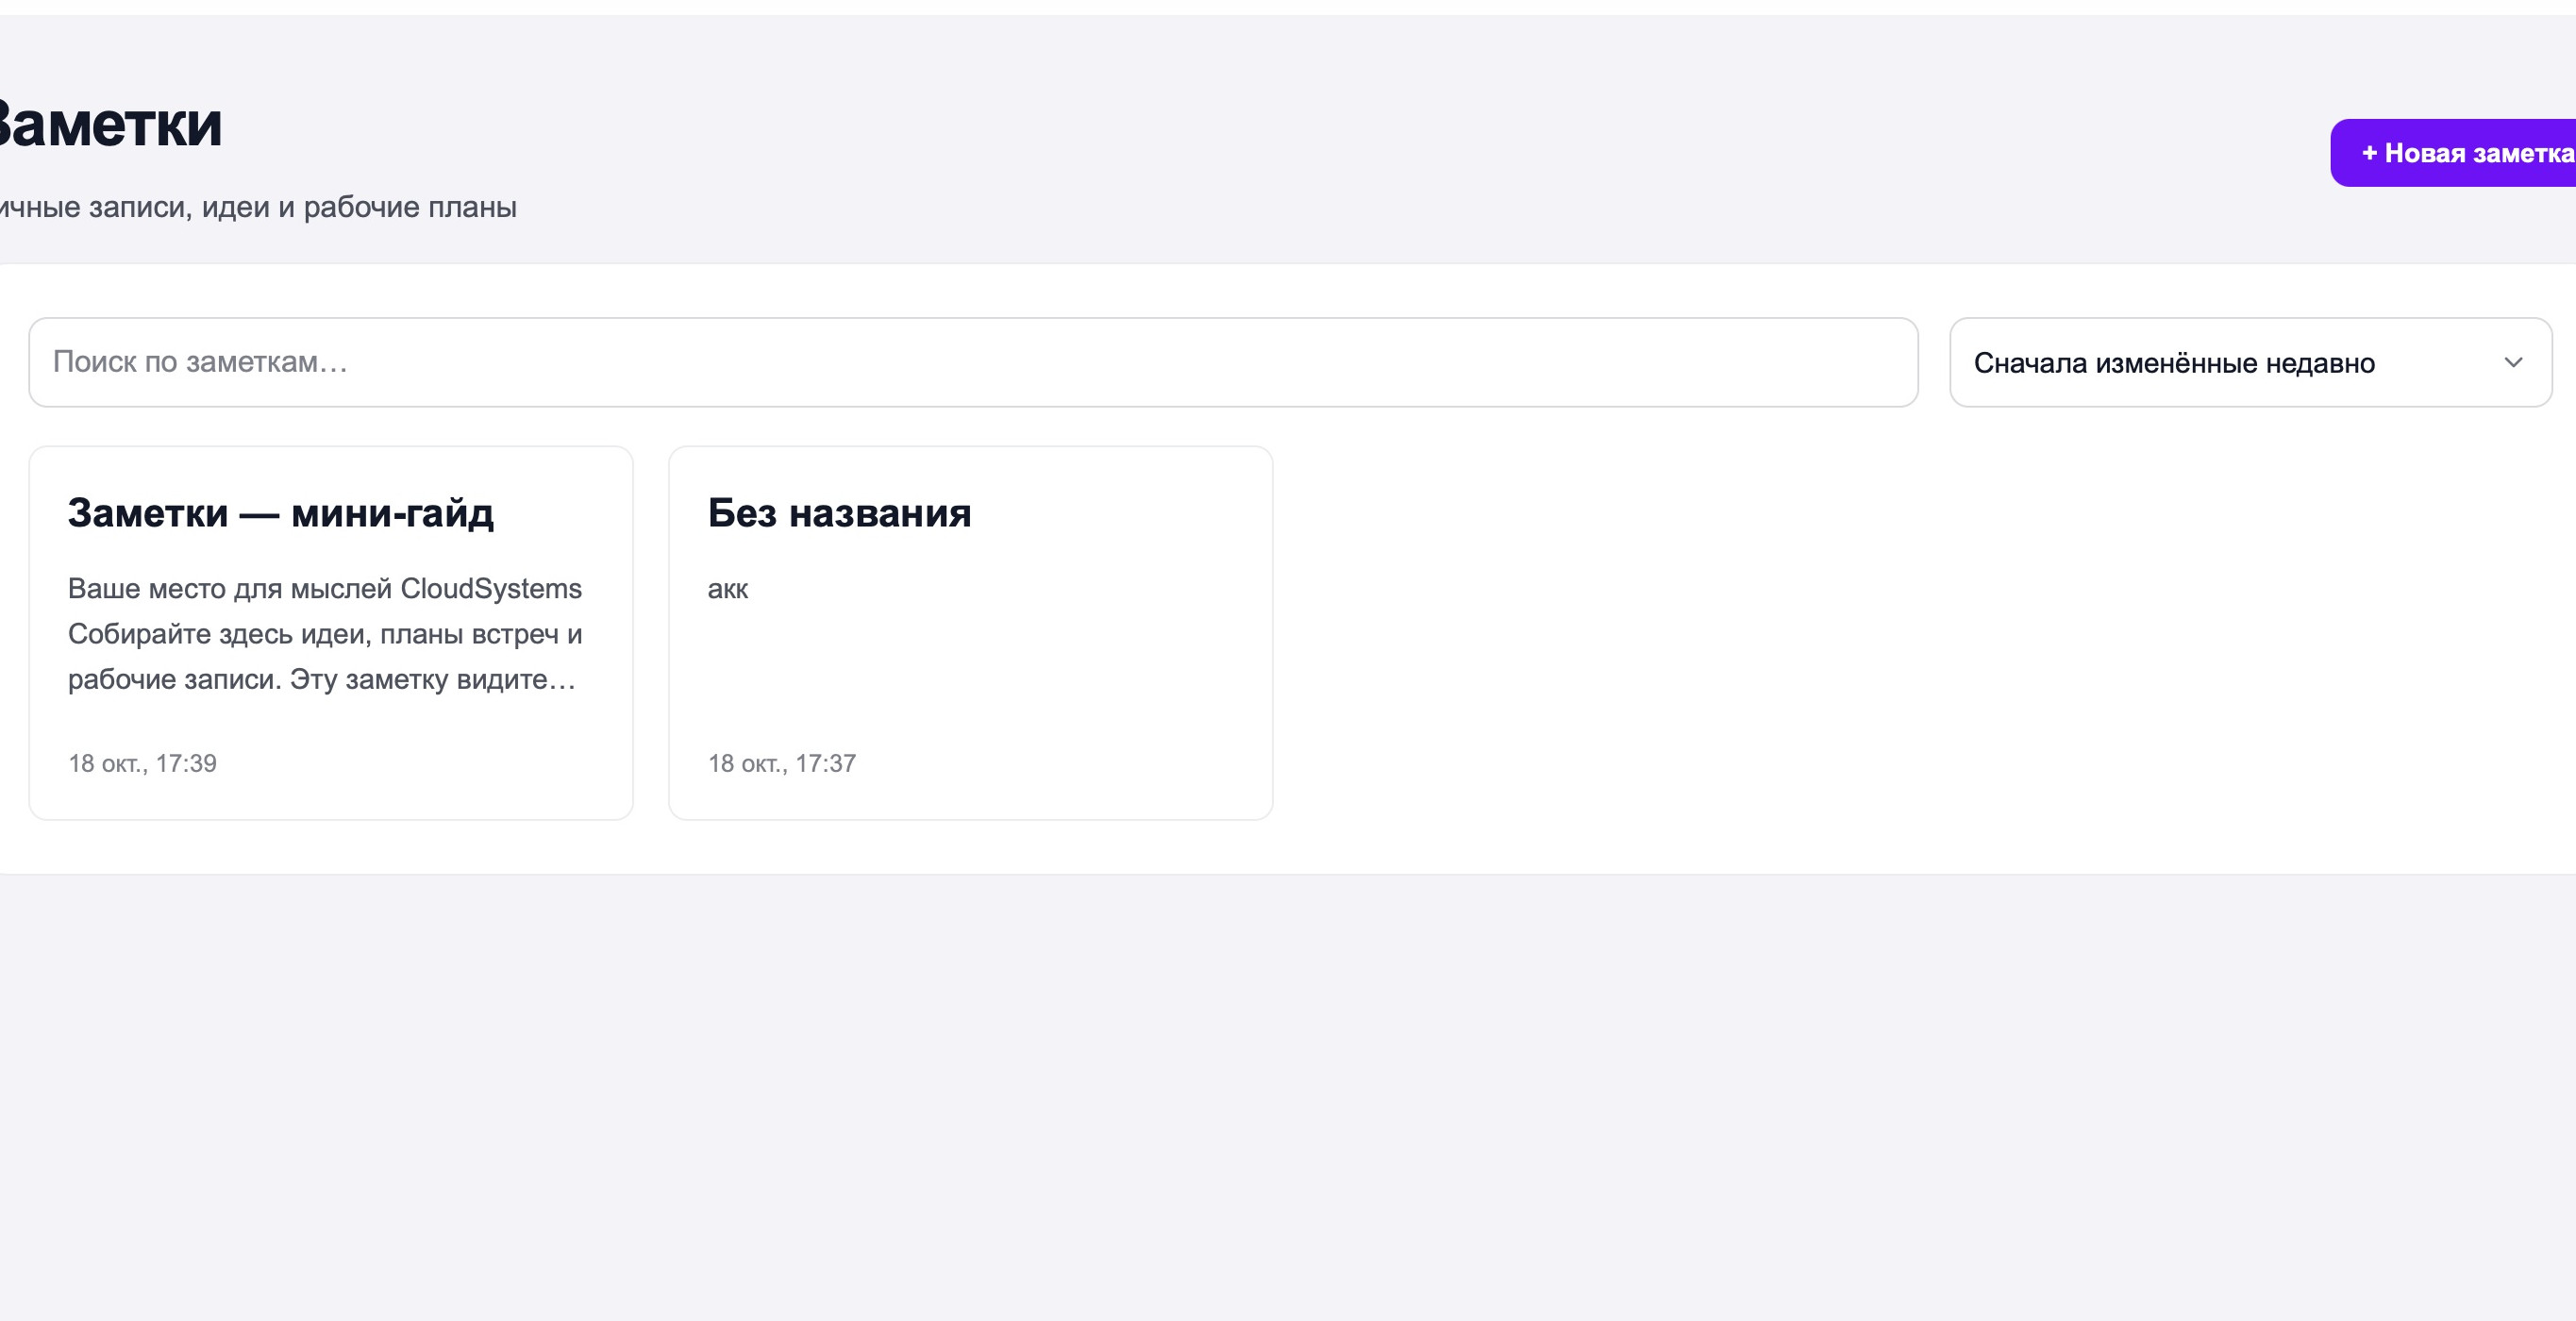 Заметки
+ Новая заметка
ичные записи, идеи и рабочие планы
Поиск по заметкам…
Сначала изменённые недавно
Заметки — мини-гайд
Ваше место для мыслей CloudSystems
Собирайте здесь идеи, планы встреч и
рабочие записи. Эту заметку видите…
18 окт., 17:39
Без названия
акк
18 окт., 17:37